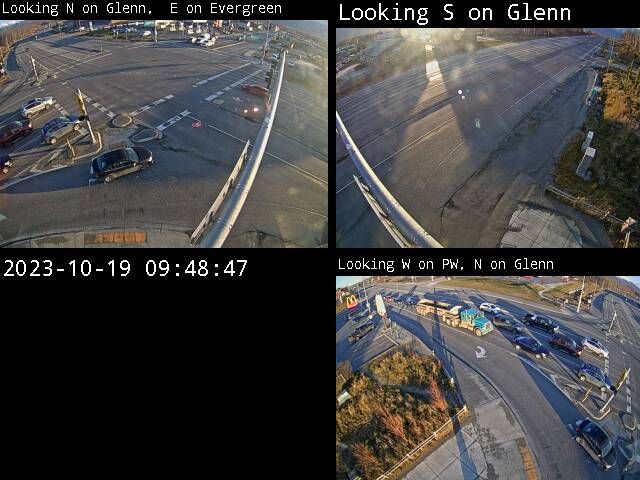 Looking N on Glenn,  E on Evergreen
Looking S on Glenn
2023-10-19 09:48:47
Looking W on PW, N on Glenn